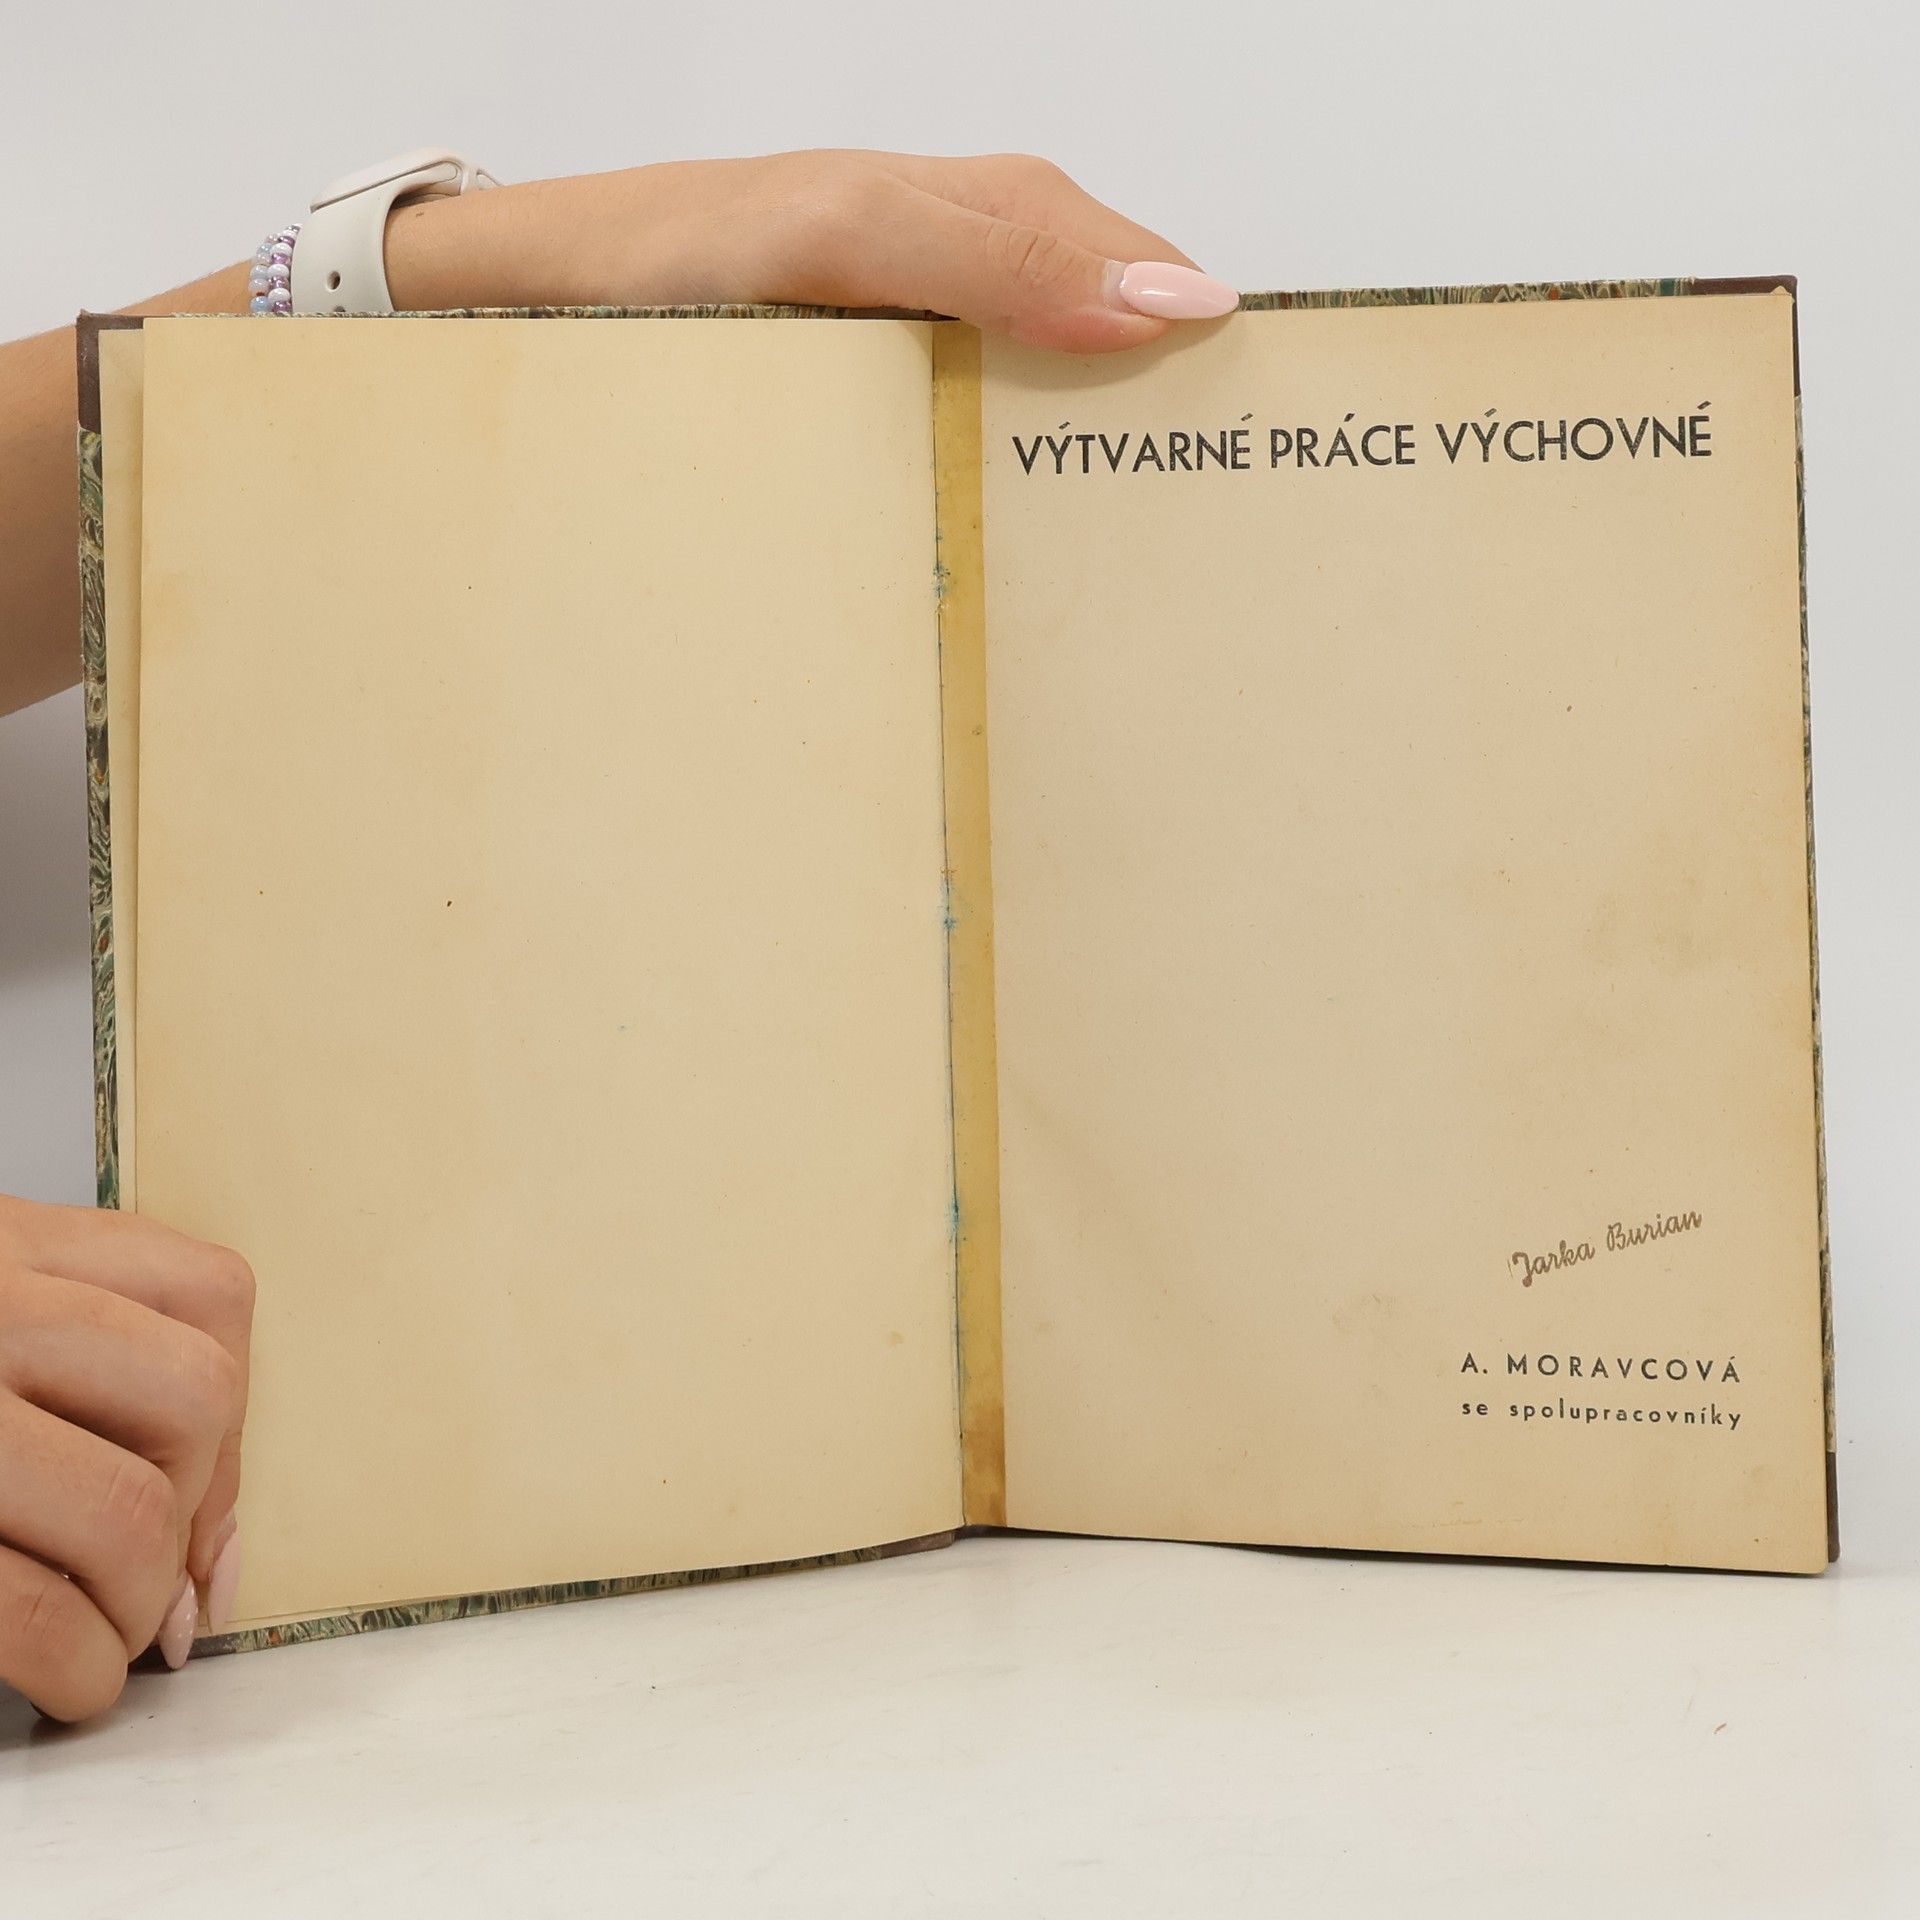 VÝTVARNÉ PRÁCE VÝCHOVNÉ
Jarka Burian
A. MORAVCOVÁ
se spolupracovníky